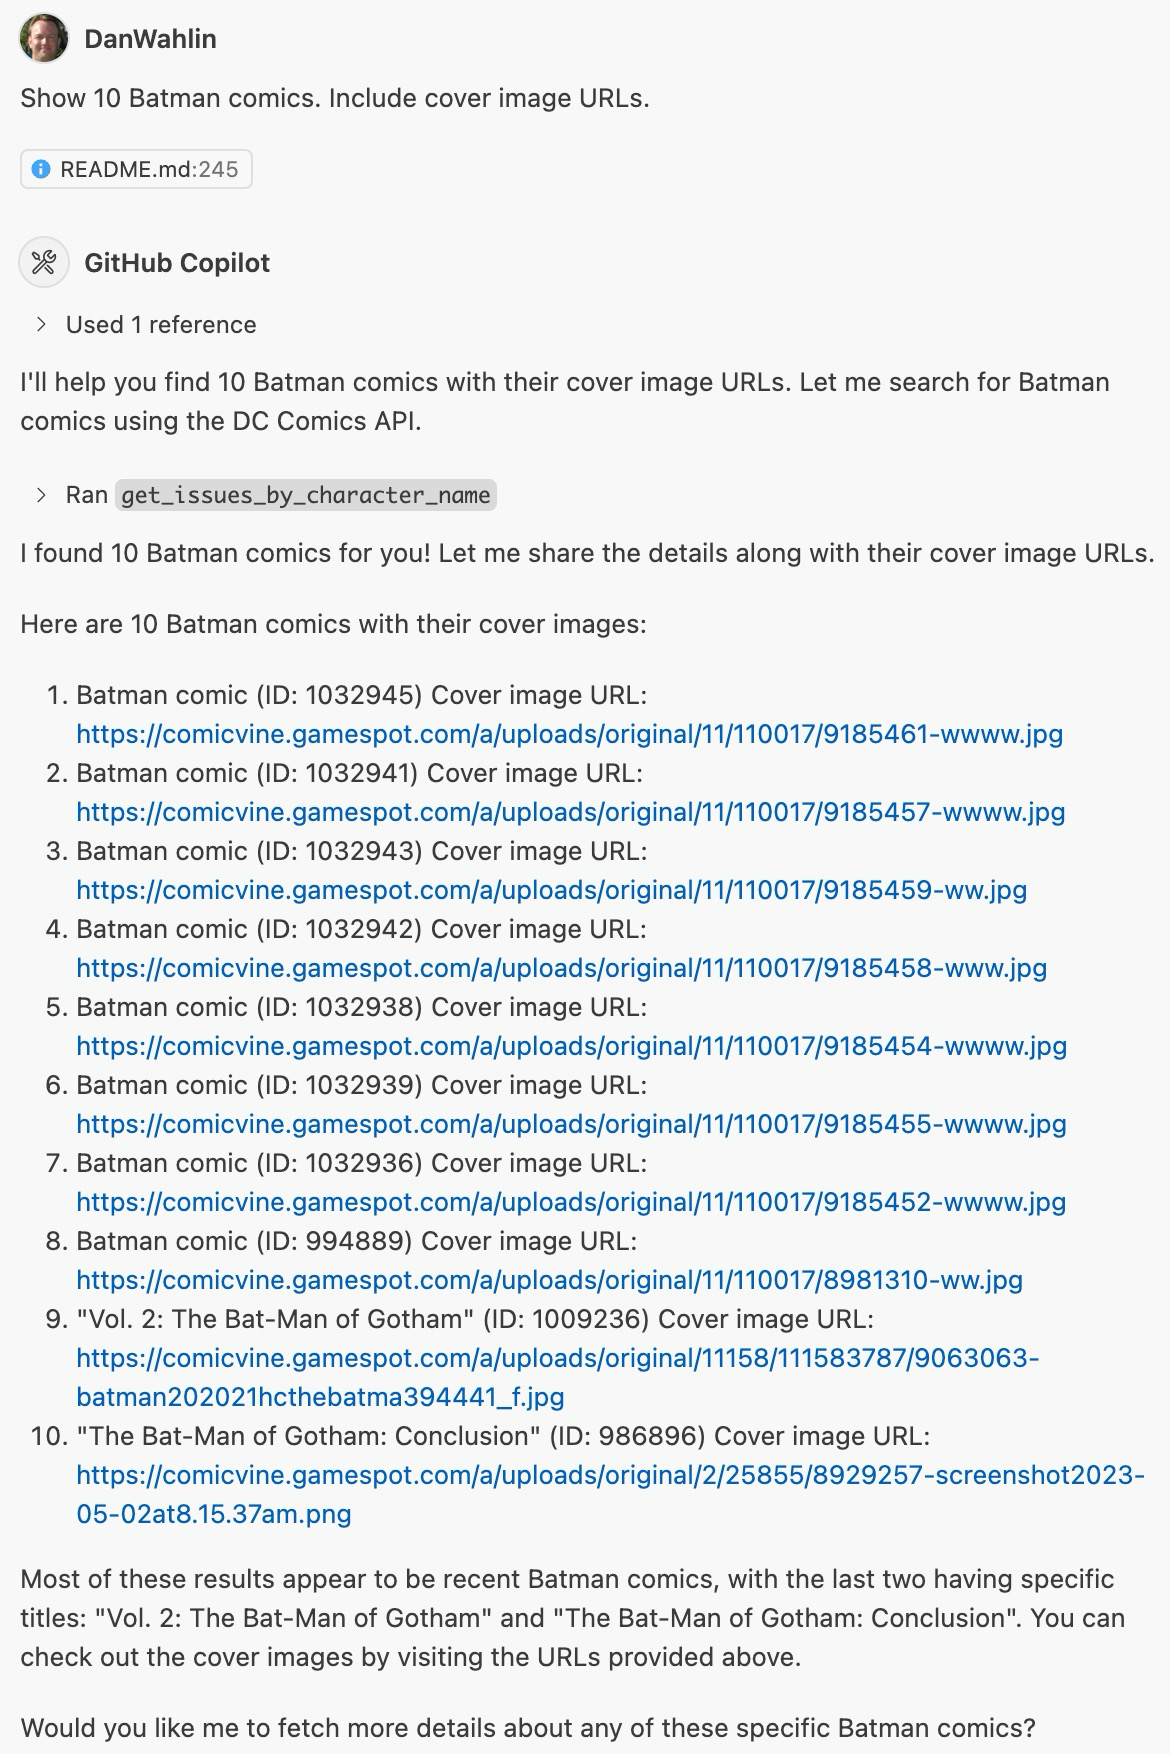 DanWahlin
Show 10 Batman comics. Include cover image URLs.
README.md:245
GitHub Copilot
Used 1 reference
I'll help you find 10 Batman comics with their cover image URLs. Let me search for Batman
comics using the DC Comics API.
Ran get_issues_by_character_name
I found 10 Batman comics for you! Let me share the details along with their cover image URLs.
Here are 10 Batman comics with their cover images:
1. Batman comic (ID: 1032945) Cover image URL:
https://comicvine.gamespot.com/a/uploads/original/11/110017/9185461-wwww.jpg
2. Batman comic (ID: 1032941) Cover image URL:
https://comicvine.gamespot.com/a/uploads/original/11/110017/9185457-wwww.jpg
3. Batman comic (ID: 1032943) Cover image URL:
https://comicvine.gamespot.com/a/uploads/original/11/110017/9185459-ww.jpg
4. Batman comic (ID: 1032942) Cover image URL:
https://comicvine.gamespot.com/a/uploads/original/11/110017/9185458-www.jpg
5. Batman comic (ID: 1032938) Cover image URL:
https://comicvine.gamespot.com/a/uploads/original/11/110017/9185454-wwww.jpg
6. Batman comic (ID: 1032939) Cover image URL:
https://comicvine.gamespot.com/a/uploads/original/11/110017/9185455-wwww.jpg
7. Batman comic (ID: 1032936) Cover image URL:
https://comicvine.gamespot.com/a/uploads/original/11/110017/9185452-wwww.jpg
8. Batman comic (ID: 994889) Cover image URL:
https://comicvine.gamespot.com/a/uploads/original/11/110017/8981310-ww.jpg
9. "Vol. 2: The Bat-Man of Gotham" (ID: 1009236) Cover image URL:
https://comicvine.gamespot.com/a/uploads/original/11158/111583787/9063063-
batman202021hcthebatma394441_f.jpg
10. "The Bat-Man of Gotham: Conclusion" (ID: 986896) Cover image URL:
https://comicvine.gamespot.com/a/uploads/original/2/25855/8929257-screenshot2023-
05-02at8.15.37am.png
Most of these results appear to be recent Batman comics, with the last two having specific
titles: "Vol. 2: The Bat-Man of Gotham" and "The Bat-Man of Gotham: Conclusion". You can
check out the cover images by visiting the URLs provided above.
Would you like me to fetch more details about any of these specific Batman comics?